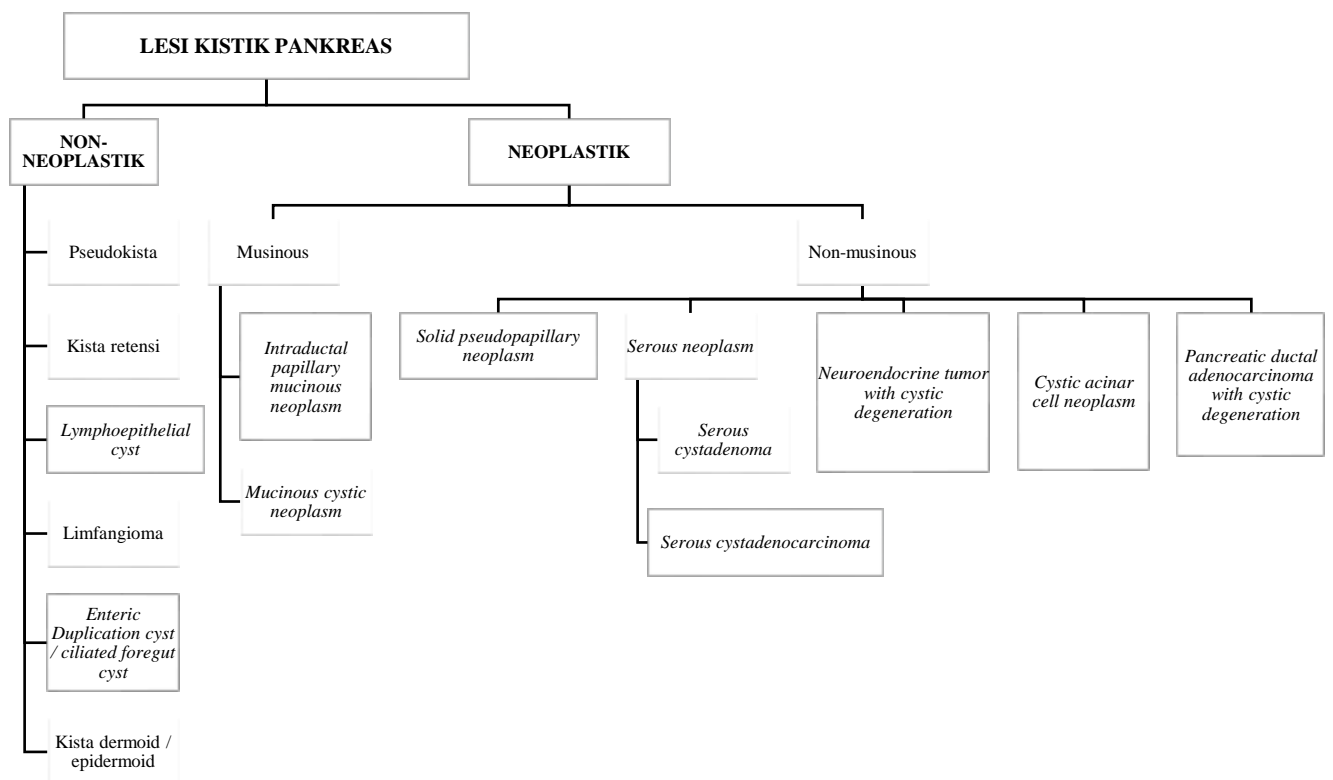 LESI KISTIK PANKREAS
NON-
NEOPLASTIK
Pseudokista
Kista retensi
Lymphoepithelial
cyst
Limfangioma
Enteric
Duplication cyst
/ ciliated foregut
cyst
Kista dermoid /
epidermoid
NEOPLASTIK
Musinous
Intraductal
papillary
mucinous
neoplasm
Mucinous cystic
neoplasm
Non-musinous
Solid pseudopapillary
neoplasm
Serous neoplasm
Serous
cystadenoma
Serous cystadenocarcinoma
Neuroendocrine tumor
with cystic
degeneration
Cystic acinar
cell neoplasm
Pancreatic ductal
adenocarcinoma
with cystic
degeneration